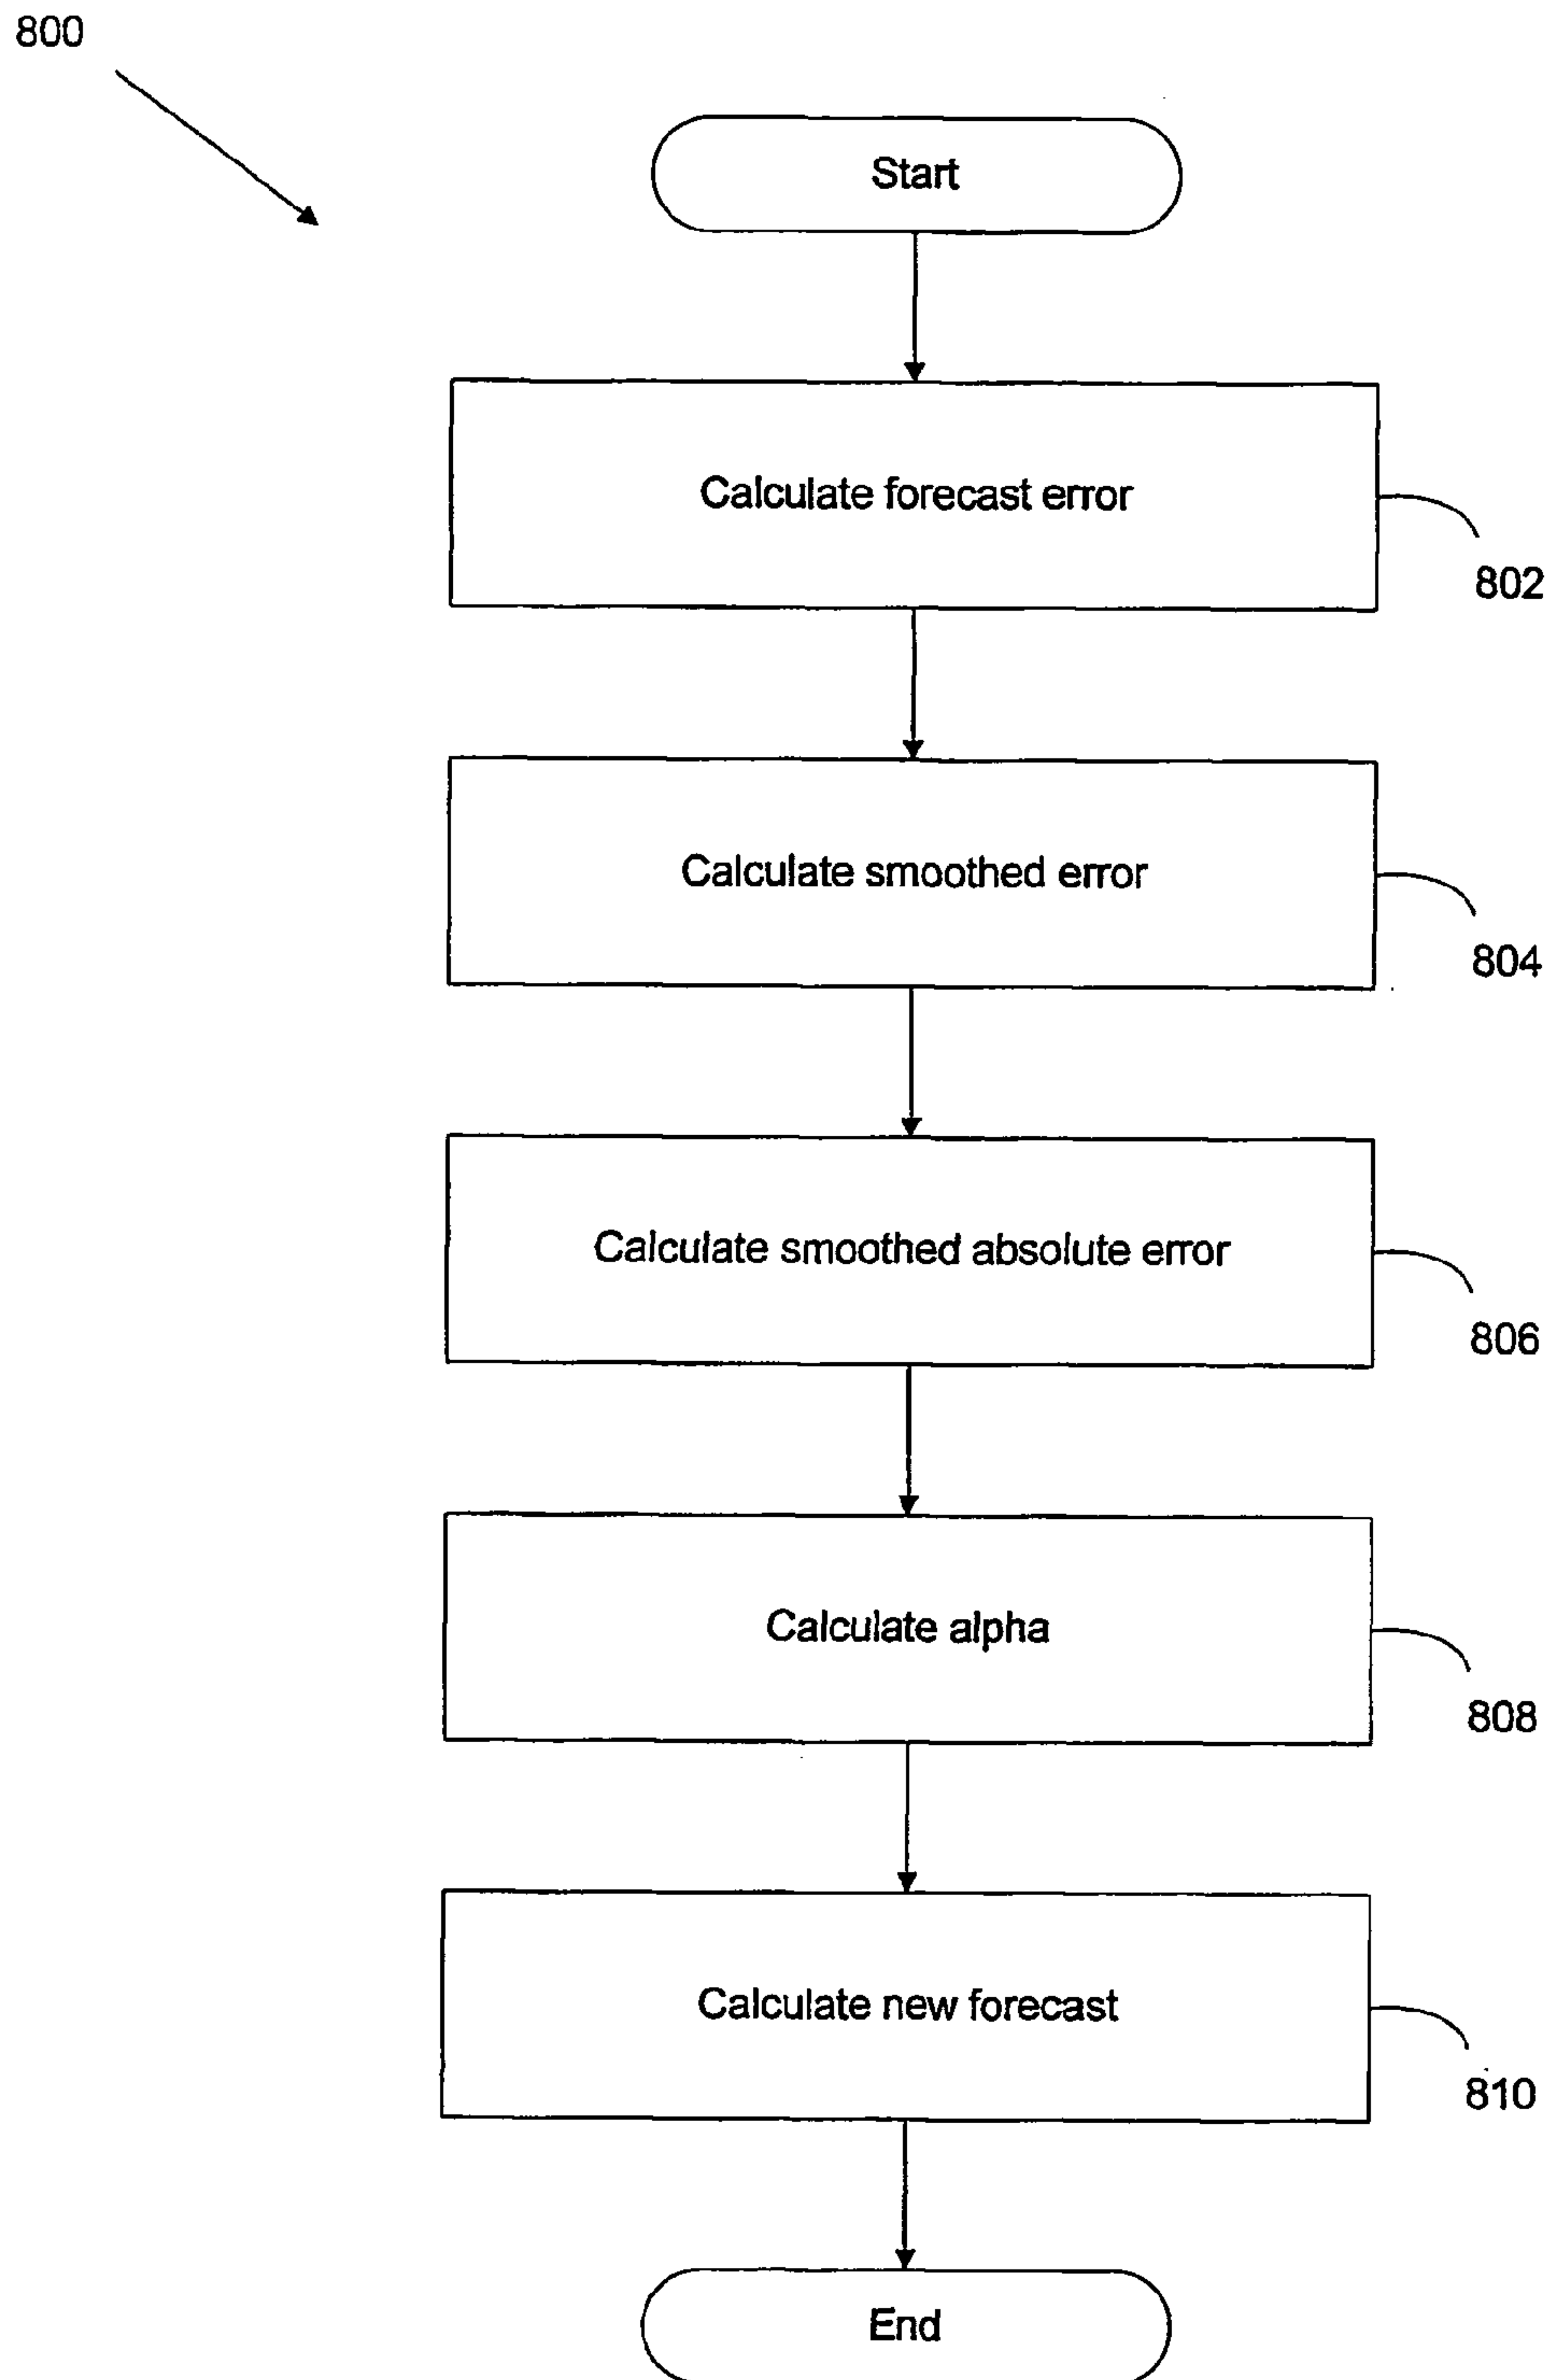 800
Start
Calculate forecast error
802
Calculate smoothed error
804
Calculate smoothed absolute error
806
Calculate alpha
808
Calculate new forecast
810
End